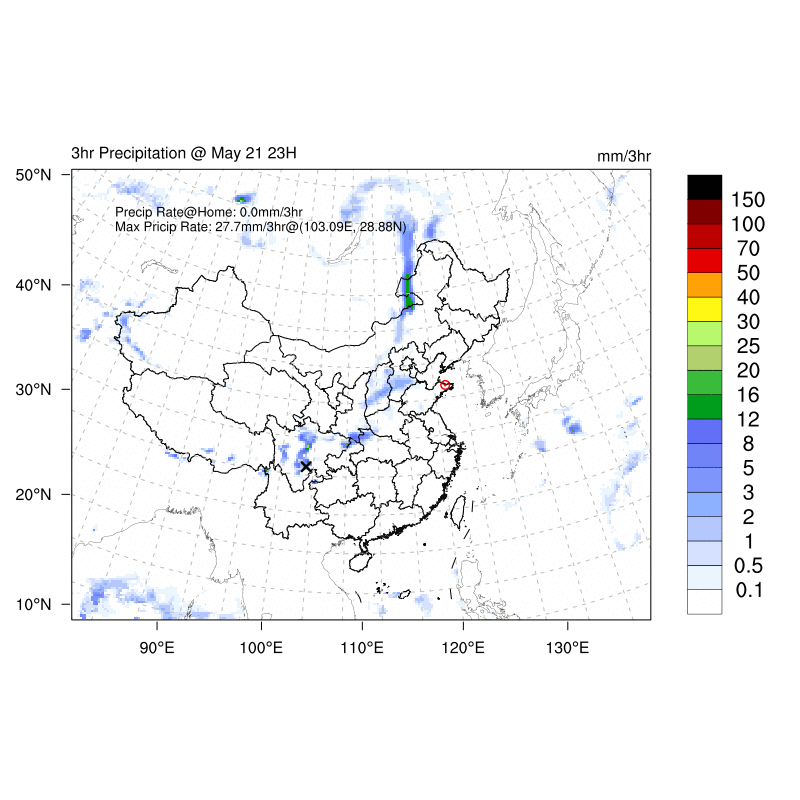 3hr Precipitation @ May 21 23H
mm/3hr
Precip Rate@Home: 0.0mm/3hr
Max Pricip Rate: 27.7mm/3hr@(103.09E, 28.88N)
50°N
40°N
30°N
20°N
10°N
90°E
100°E
110°E
120°E
130°E
150
100
70
50
40
30
25
20
16
12
8
5
3
2
1
0.5
0.1